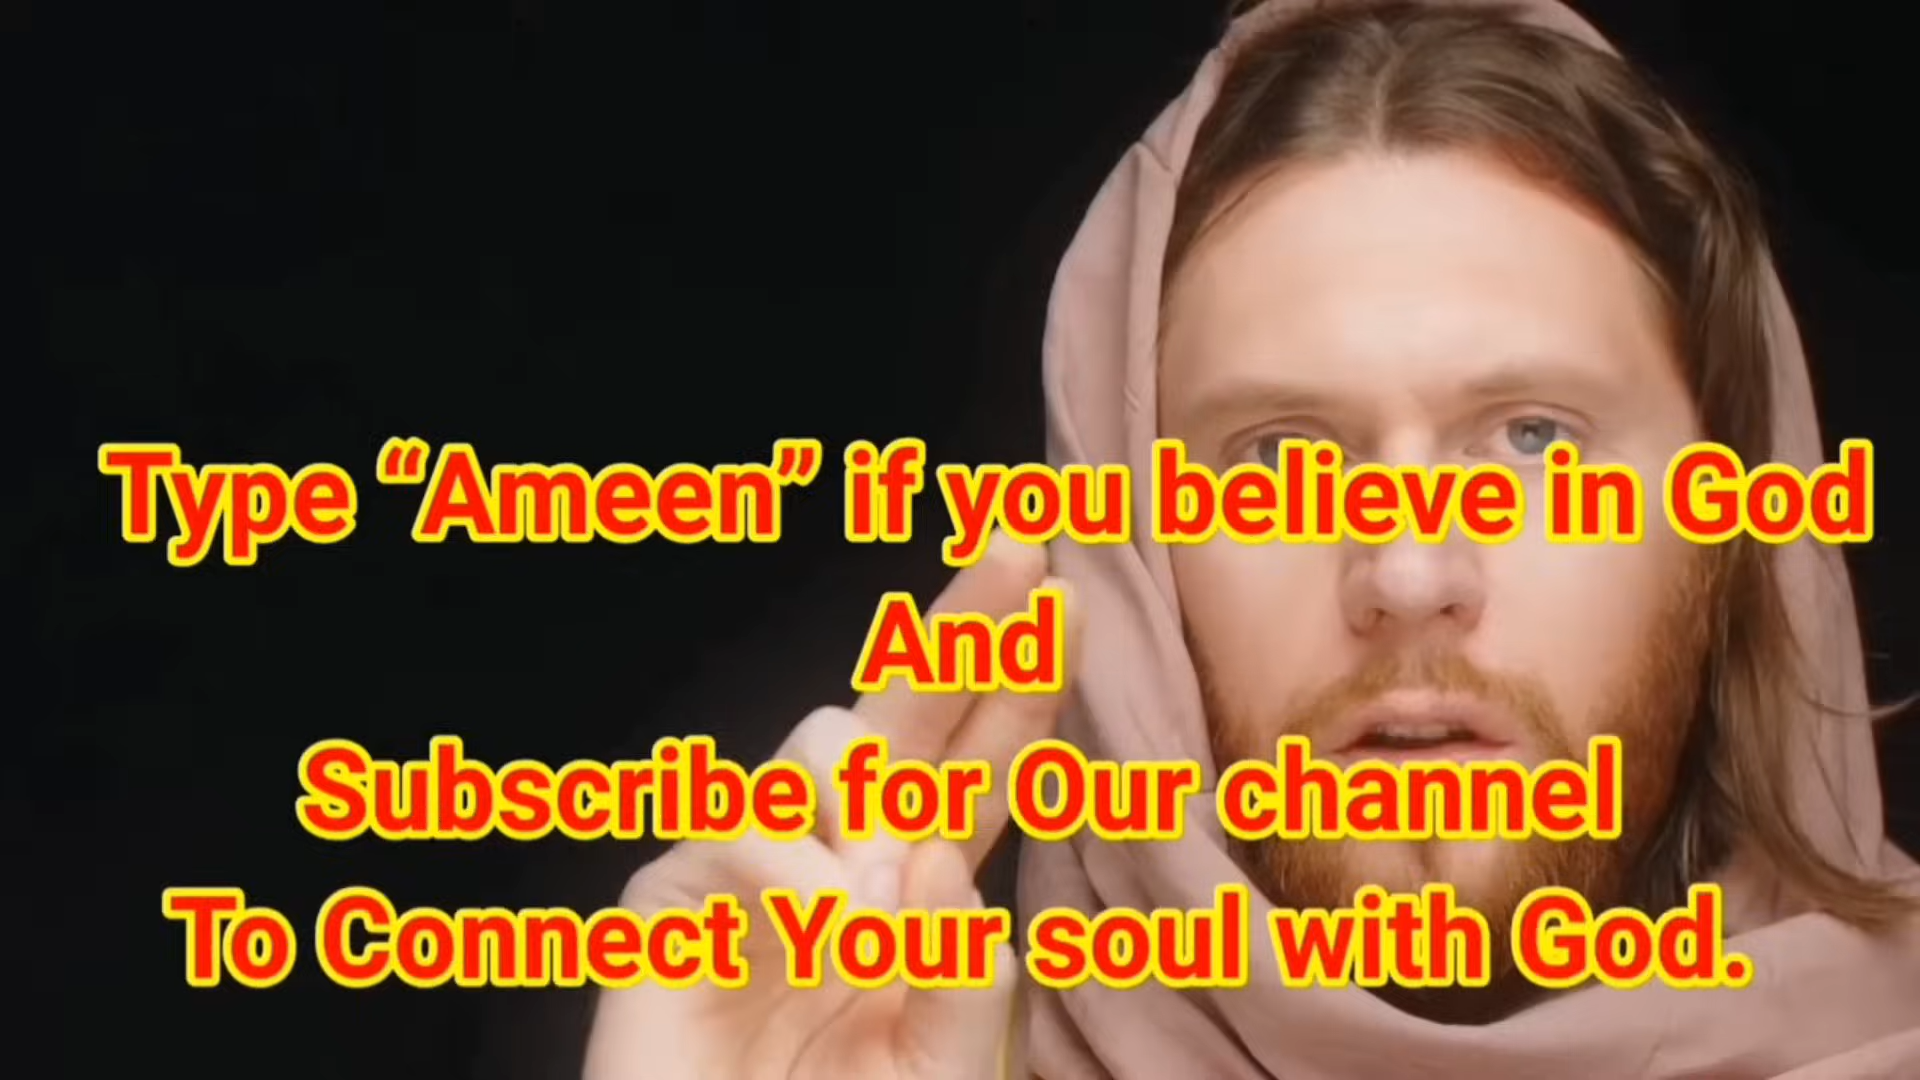 Type “Ameen” if you believe in God
And
Subscribe for Our channel
To Connect Your soul with God.